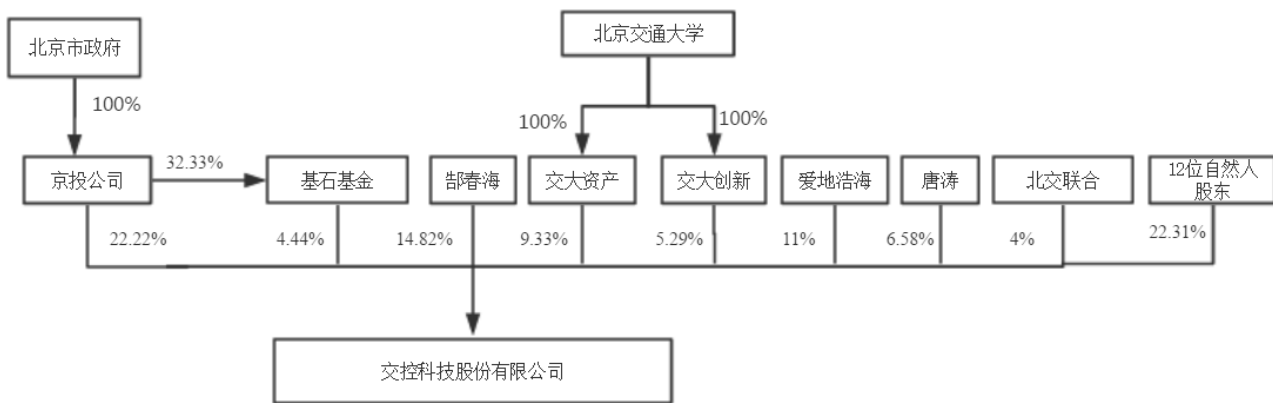 北京市政府
北京交通大学
100%
100%
100%
京投公司
32.33%
基石基金
郜春海
交大资产
交大创新
爱地浩海
唐涛
北交联合
12位自然人
股东
22.22%
4.44%
14.82%
9.33%
5.29%
11%
6.58%
4%
22.31%
交控科技股份有限公司